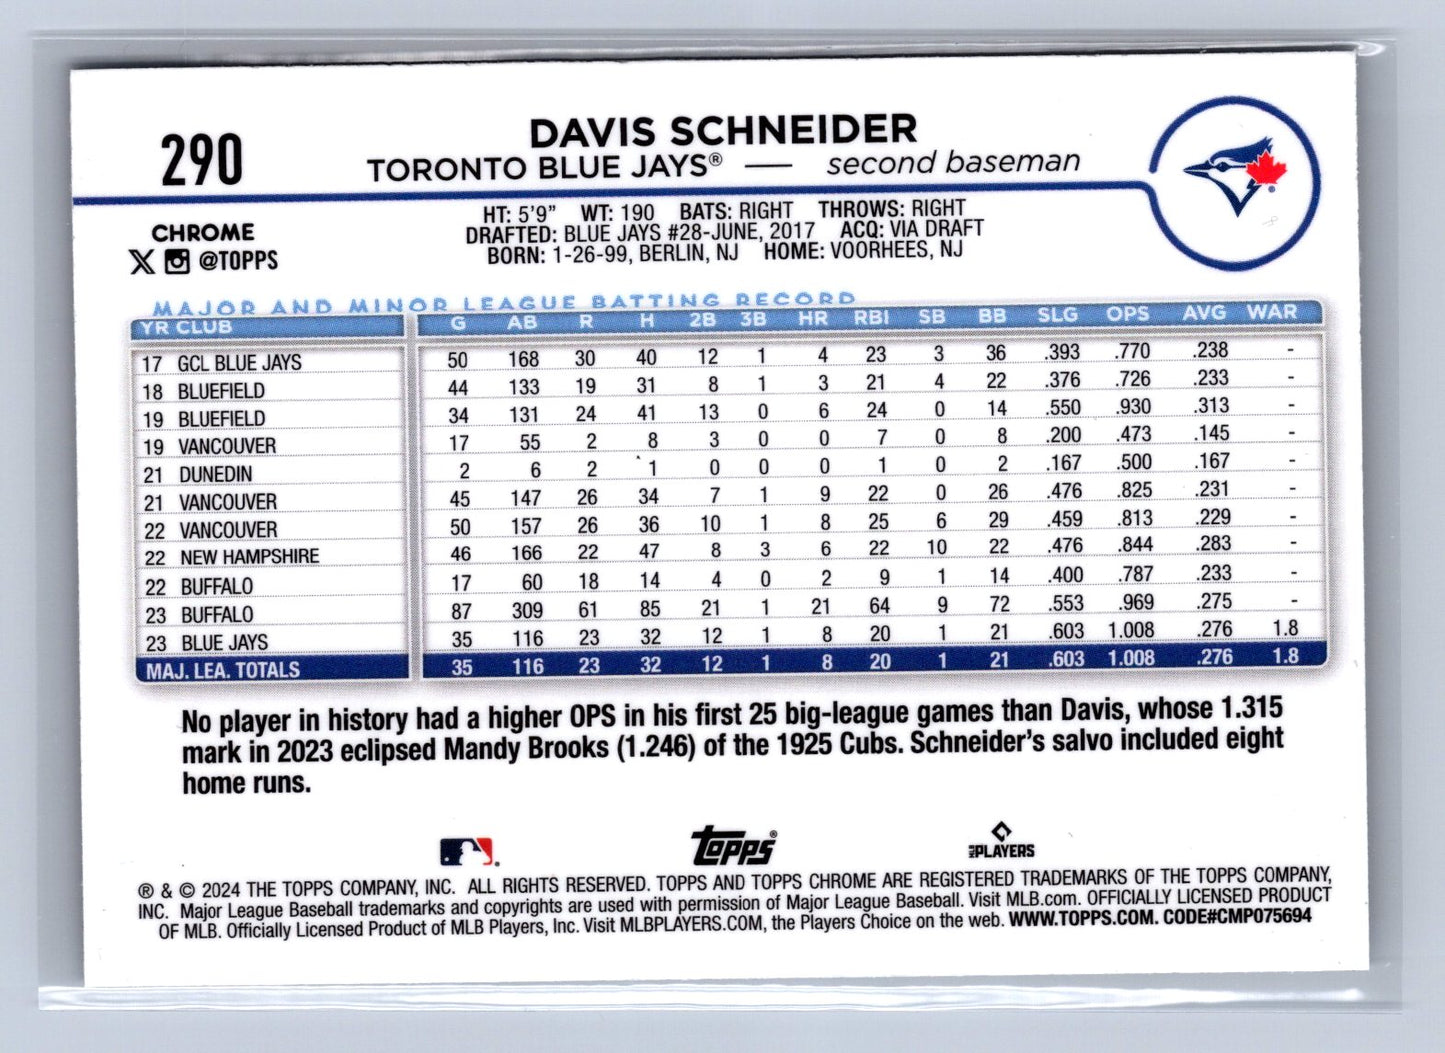 290
DAVIS SCHNEIDER
TORONTO BLUE JAYS® — second baseman
CHROME
X @TOPPS
HT: 5'9" WT: 190 BATS: RIGHT THROWS: RIGHT
DRAFTED: BLUE JAYS #28-JUNE, 2017 ACQ: VIA DRAFT
BORN: 1-26-99, BERLIN, NJ HOME: VOORHEES, NJ
MAJOR AND MINOR LEAGUE BATTING RECORD
YR CLUB G AB R H 2B 3B HR RBI SB BB SLG OPS AVG WAR
17 GCL BLUE JAYS 50 168 30 40 12 1 4 23 3 36 .393 .770 .238 -
18 BLUEFIELD 44 133 19 31 8 1 3 21 4 22 .376 .726 .233 -
19 BLUEFIELD 34 131 24 41 13 0 6 24 0 14 .550 .930 .313 -
19 VANCOUVER 17 55 2 8 3 0 0 7 0 8 .200 .473 .145 -
21 DUNEDIN 2 6 2 1 0 0 0 1 0 2 .167 .500 .167 -
21 VANCOUVER 45 147 26 34 7 1 9 22 0 26 .476 .825 .231 -
22 VANCOUVER 50 157 26 36 10 1 8 25 6 29 .459 .813 .229 -
22 NEW HAMPSHIRE 46 166 22 47 8 3 6 22 10 22 .476 .844 .283 -
22 BUFFALO 17 60 18 14 4 0 2 9 1 14 .400 .787 .233 -
23 BUFFALO 87 309 61 85 21 1 21 64 9 72 .553 .969 .275 -
23 BLUE JAYS 35 116 23 32 12 1 8 20 1 21 .603 1.008 .276 1.8
MAJ. LEA. TOTALS 35 116 23 32 12 1 8 20 1 21 .603 1.008 .276 1.8
No player in history had a higher OPS in his first 25 big-league games than Davis, whose 1.315
mark in 2023 eclipsed Mandy Brooks (1.246) of the 1925 Cubs. Schneider's salvo included eight
home runs.
TOPPS®
MLB PLAYERS
® & © 2024 THE TOPPS COMPANY, INC. ALL RIGHTS RESERVED. TOPPS AND TOPPS CHROME ARE REGISTERED TRADEMARKS OF THE TOPPS COMPANY,
INC. Major League Baseball trademarks and copyrights are used with permission of Major League Baseball. Visit MLB.com. OFFICIALLY LICENSED PRODUCT
OF MLB. Officially Licensed Product of MLB Players, Inc. Visit MLBPLAYERS.COM, the Players Choice on the web. WWW.TOPPS.COM. CODE#CMP075694